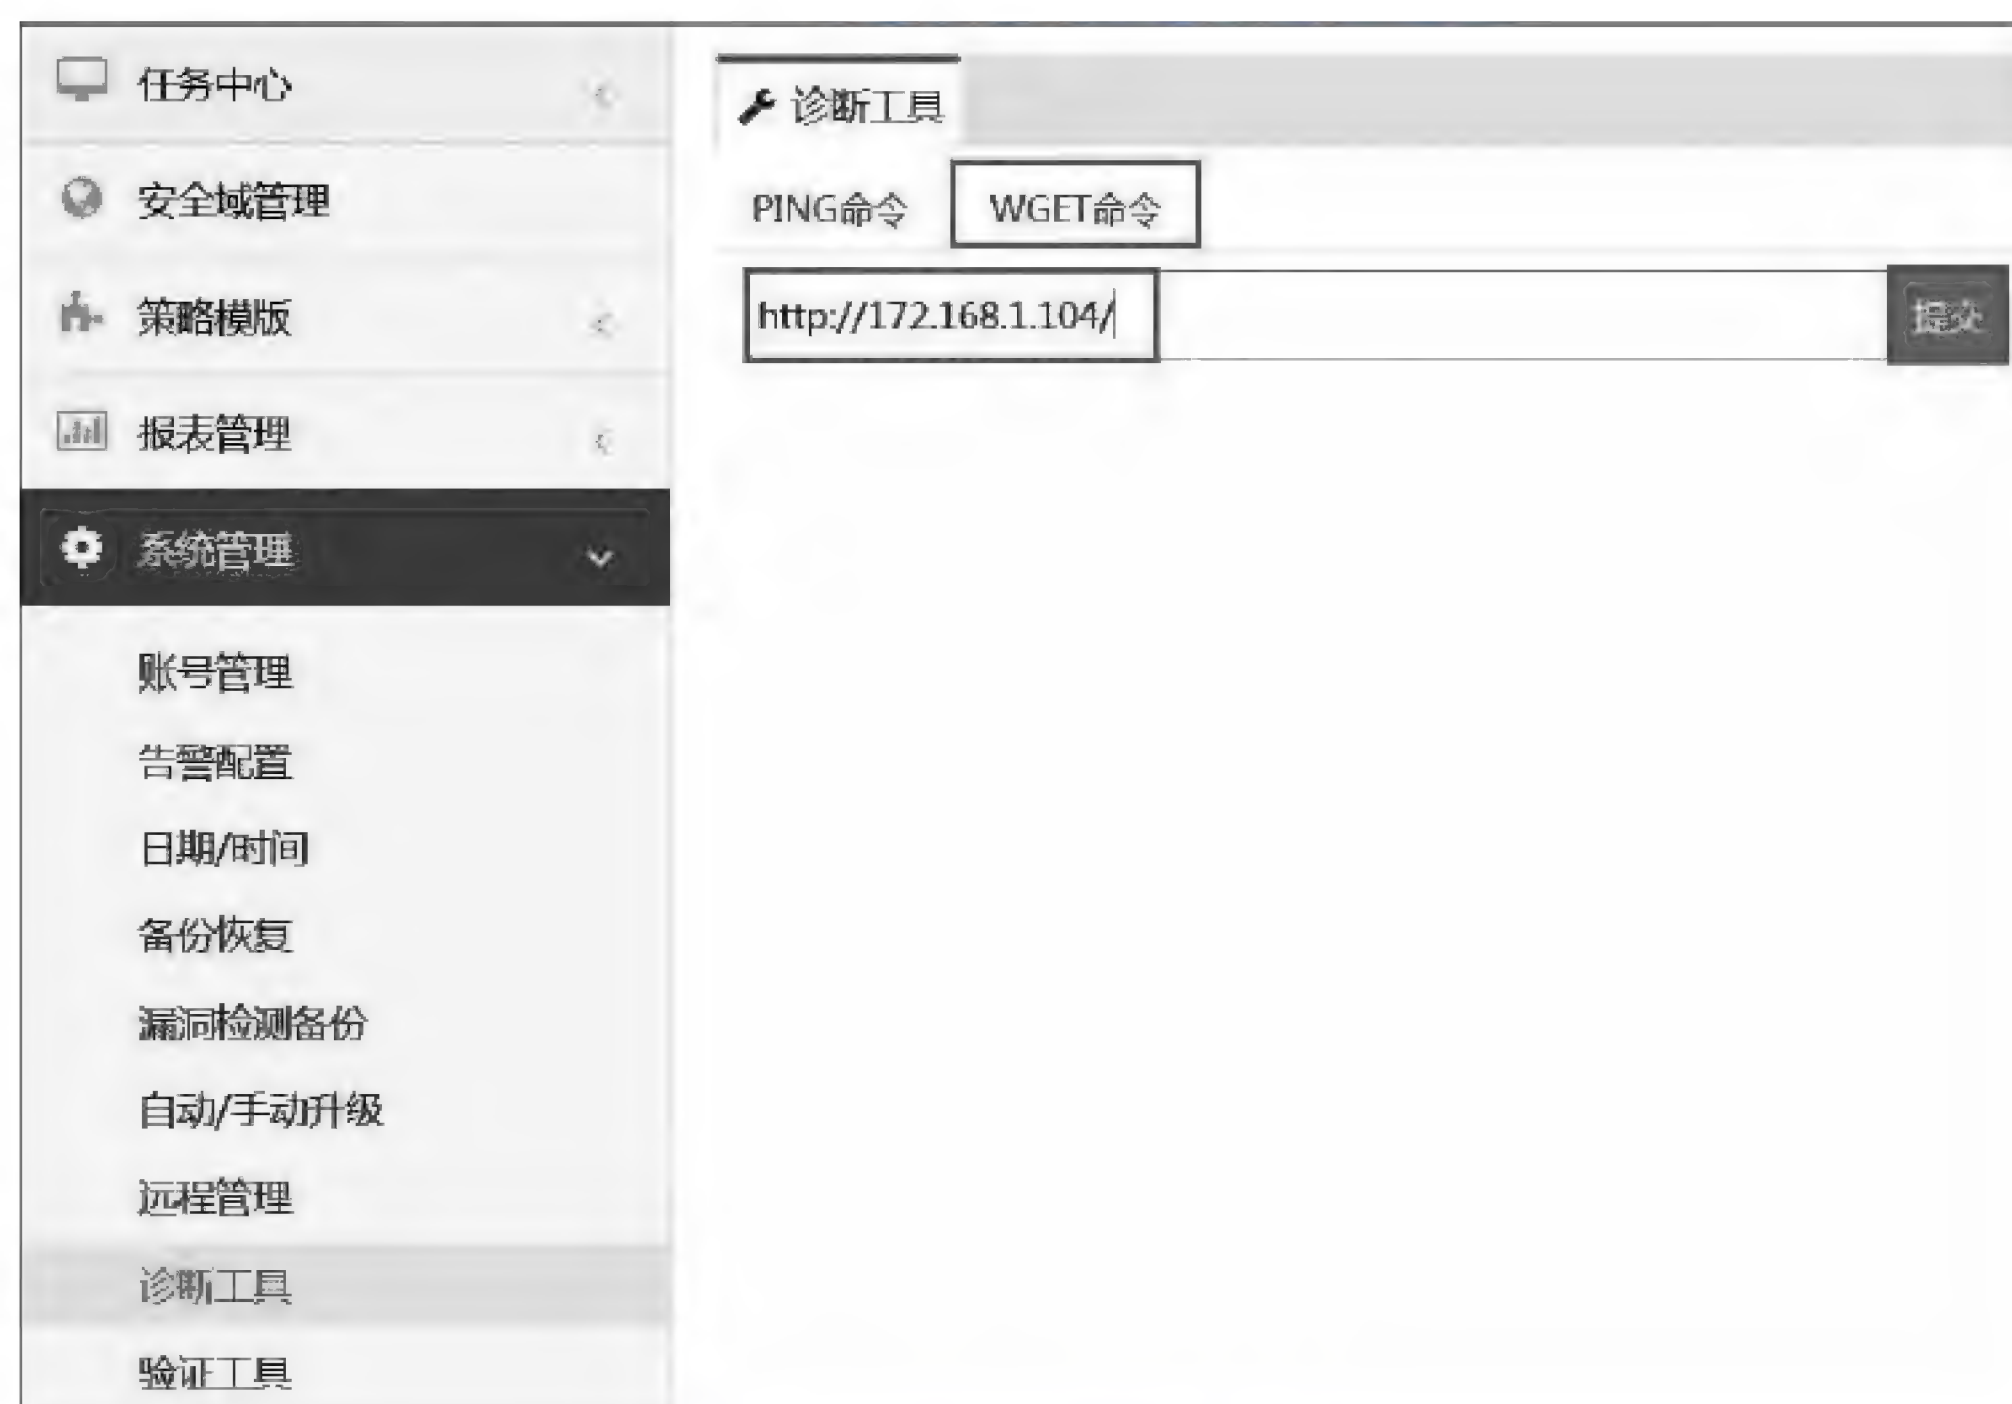 任务中心
安全域管理
策略模版
报表管理
系统管理
账号管理
告警配置
日期/时间
备份恢复
漏洞检测备份
自动/手动升级
远程管理
诊断工具
验证工具
诊断工具
PING命令 WGET命令
http://172.168.1.104/
提交